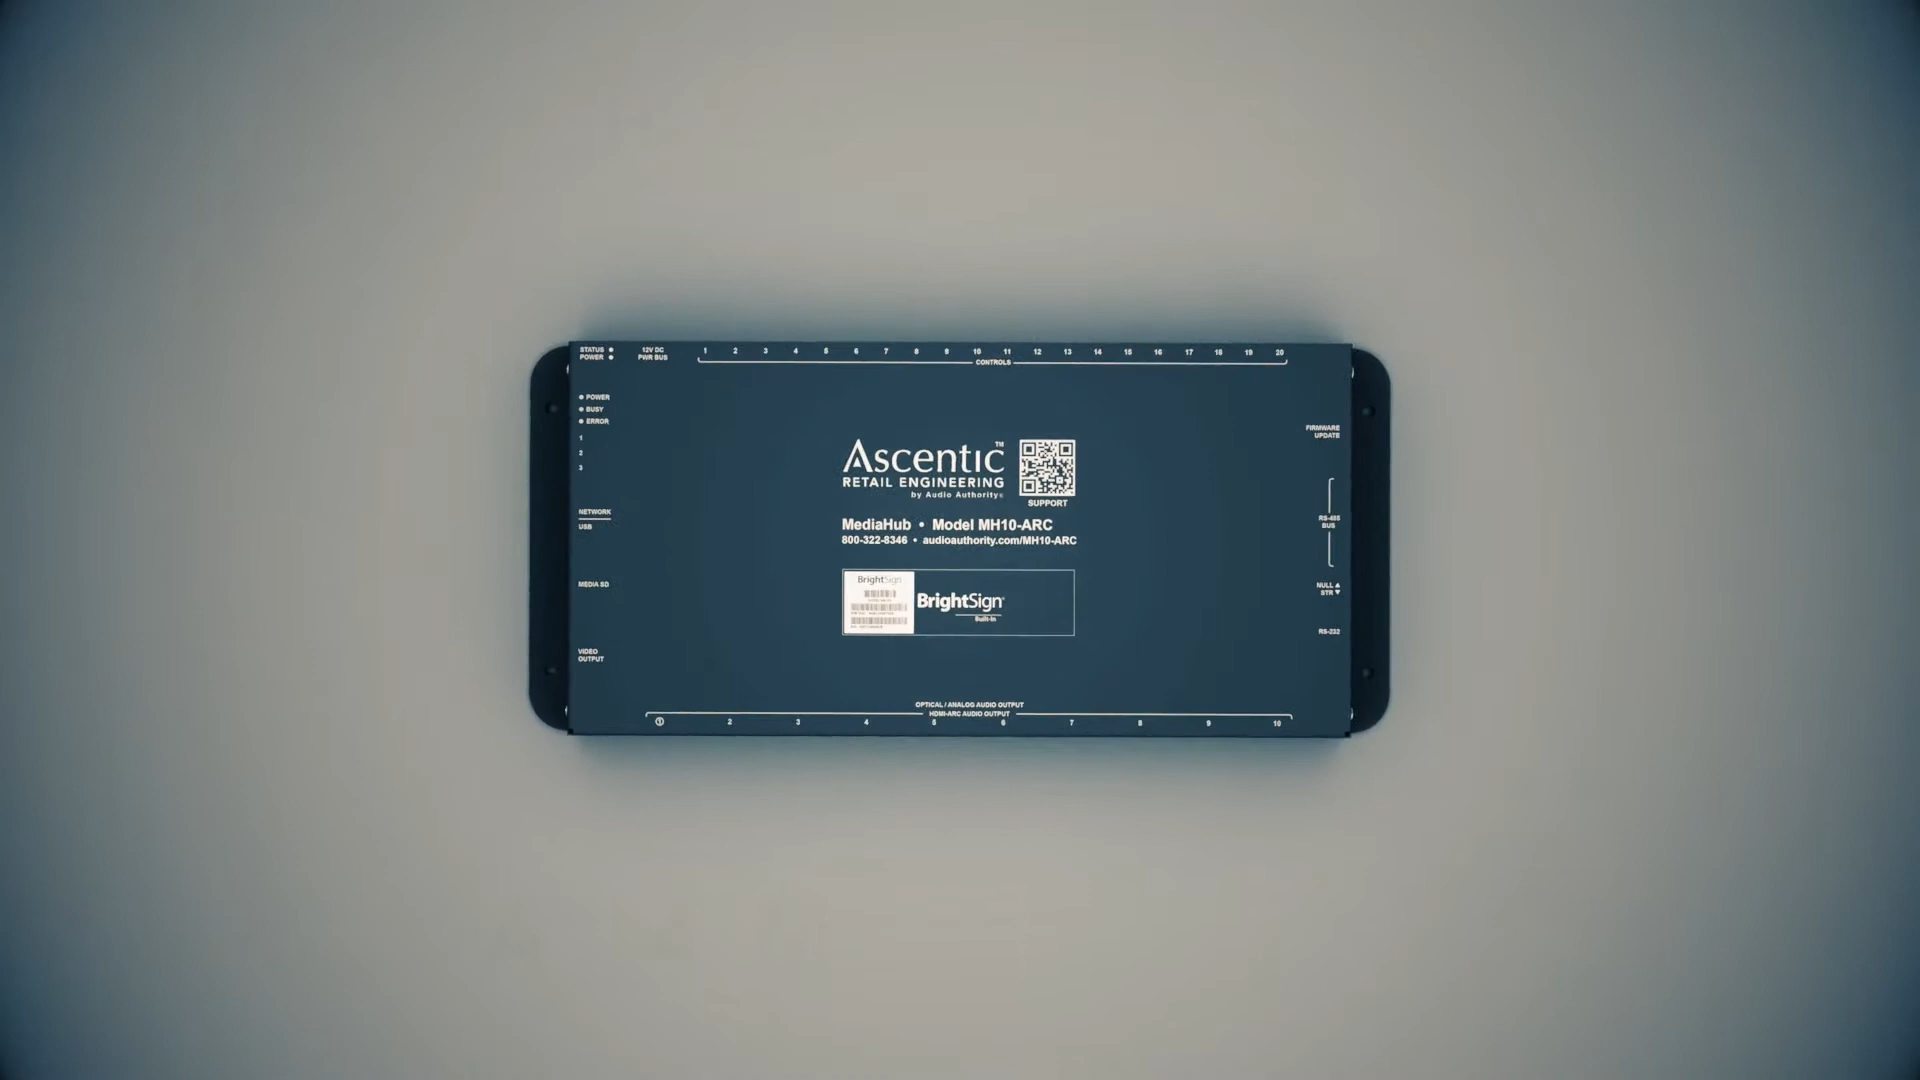 STATUS
POWER
12V DC
PWR BUS
1 2 3 4 5 6 7 8 9 10 11 12 13 14 15 16 17 18 19 20
CONTROLS
POWER
BUSY
ERROR
1
2
3
NETWORK
USB
MEDIA SD
VIDEO
OUTPUT
Ascentic™
RETAIL ENGINEERING
by Audio Authority®
SUPPORT
MediaHub • Model MH10-ARC
800-322-8346 • audioauthority.com/MH10-ARC
BrightSign
BrightSign®
Built-In
FIRMWARE
UPDATE
RS-485
BUS
NULL ▲
STR ▼
RS-232
OPTICAL / ANALOG AUDIO OUTPUT
HDMI-ARC AUDIO OUTPUT
① 2 3 4 5 6 7 8 9 10